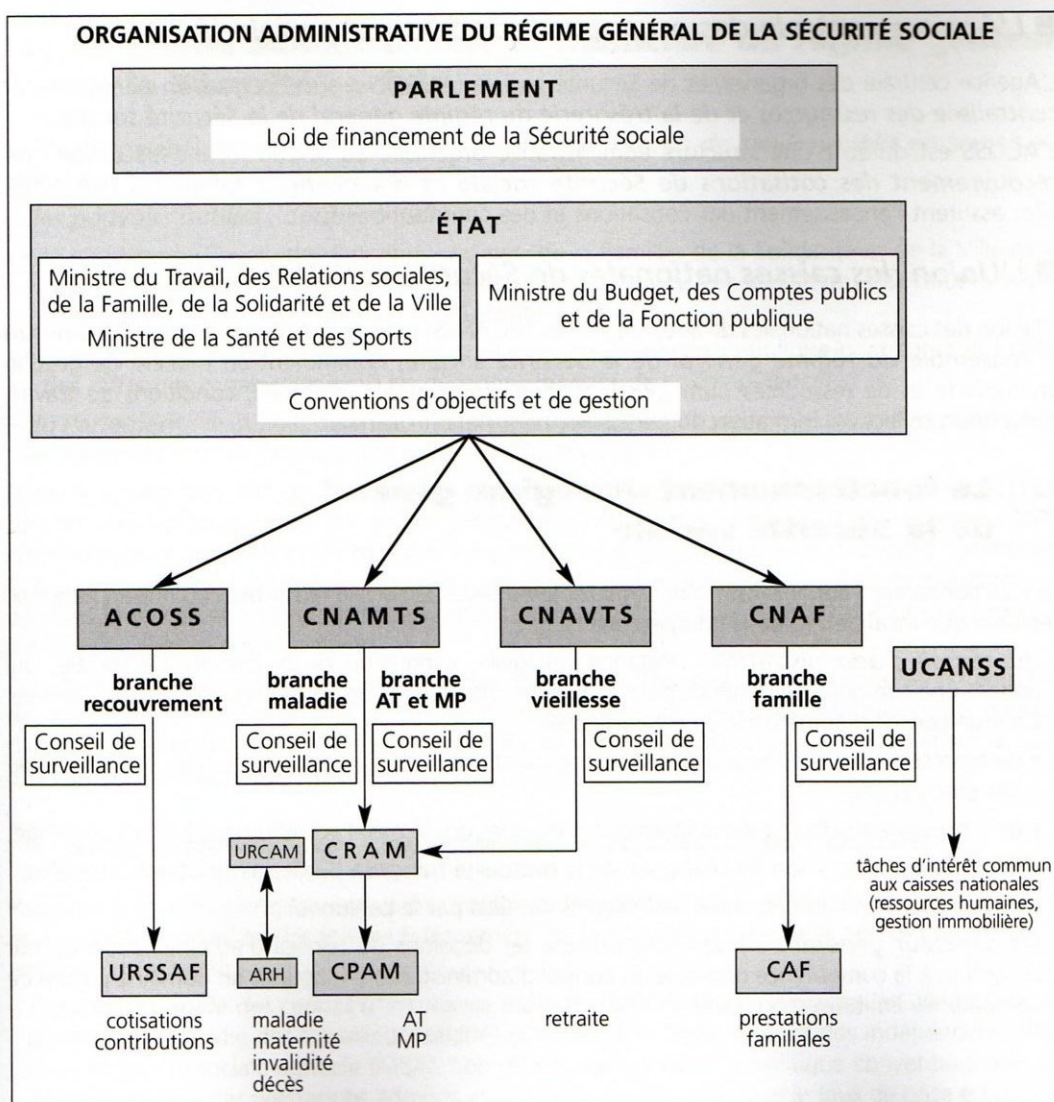 ORGANISATION ADMINISTRATIVE DU RÉGIME GÉNÉRAL DE LA SÉCURITÉ SOCIALE
PARLEMENT
Loi de financement de la Sécurité sociale
ÉTAT
Ministre du Travail, des Relations sociales,
de la Famille, de la Solidarité et de la Ville
Ministre de la Santé et des Sports
Ministre du Budget, des Comptes publics
et de la Fonction publique
Conventions d'objectifs et de gestion
ACOSS
CNAMTS
CNAVTS
CNAF
UCANSS
branche
recouvrement
branche
maladie
branche
AT et MP
branche
vieillesse
branche
famille
Conseil de
surveillance
Conseil de
surveillance
Conseil de
surveillance
Conseil de
surveillance
Conseil de
surveillance
URCAM
CRAM
tâches d'intérêt commun
aux caisses nationales
(ressources humaines,
gestion immobilière)
URSSAF
ARH
CPAM
CAF
cotisations
contributions
maladie
maternité
invalidité
décès
AT
MP
retraite
prestations
familiales